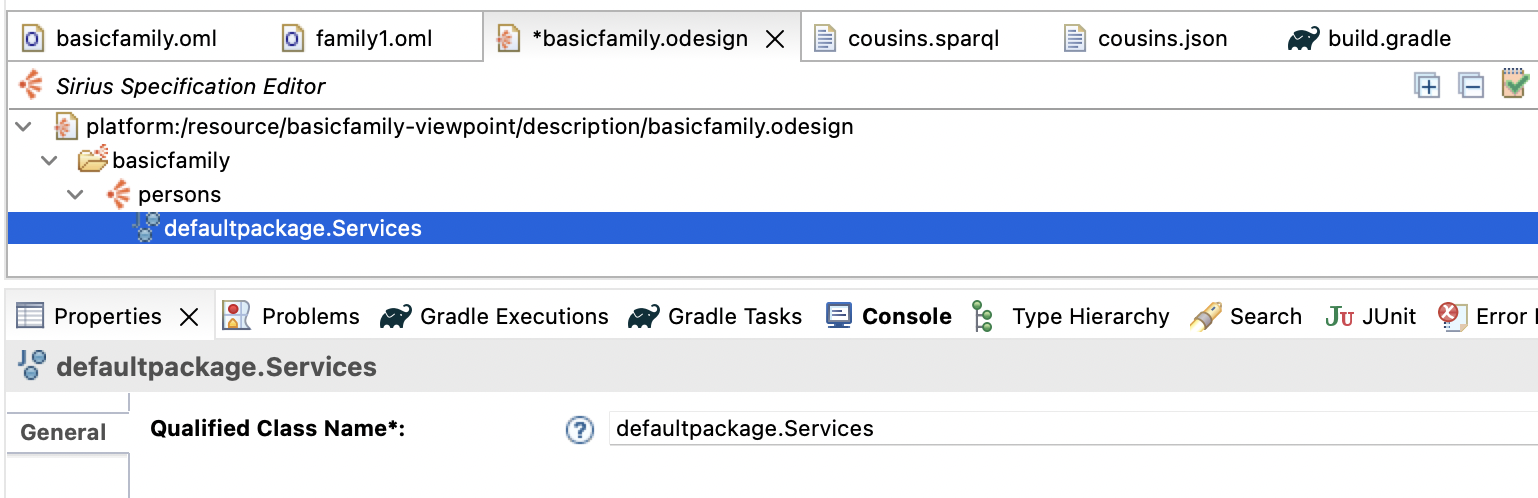 basicfamily.oml family1.oml *basicfamily.odesign cousins.sparql cousins.json build.gradle
Sirius Specification Editor
platform:/resource/basicfamily-viewpoint/description/basicfamily.odesign
basicfamily
persons
defaultpackage.Services
Properties Problems Gradle Executions Gradle Tasks Console Type Hierarchy Search JUnit Error
defaultpackage.Services
General Qualified Class Name*: defaultpackage.Services